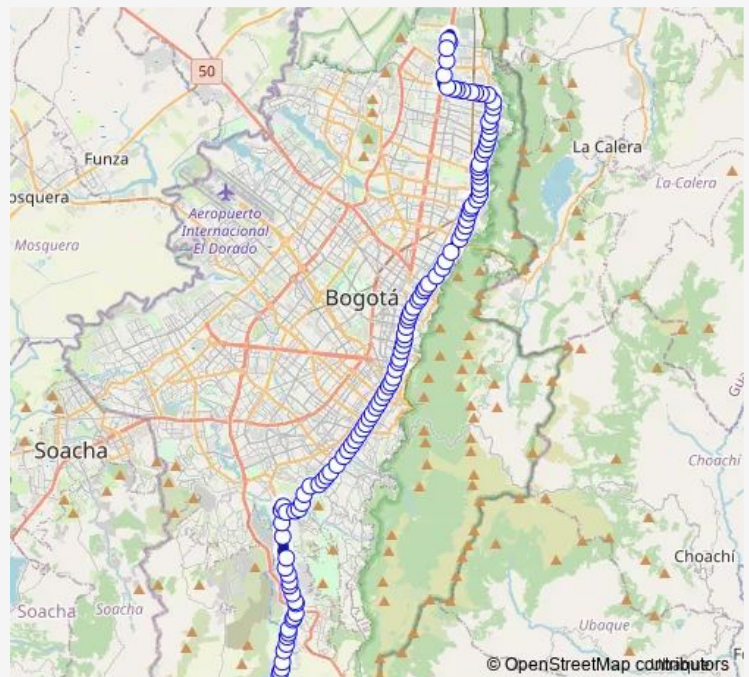 50
Funza
osquera
Mosquera
La Calera
La-Calera
Aeropuerto
Internacional
El Dorado
Bogotá
Soacha
Choachí
Choachí
Soacha
Soacha
Ubaque
© OpenStreetMap contributors